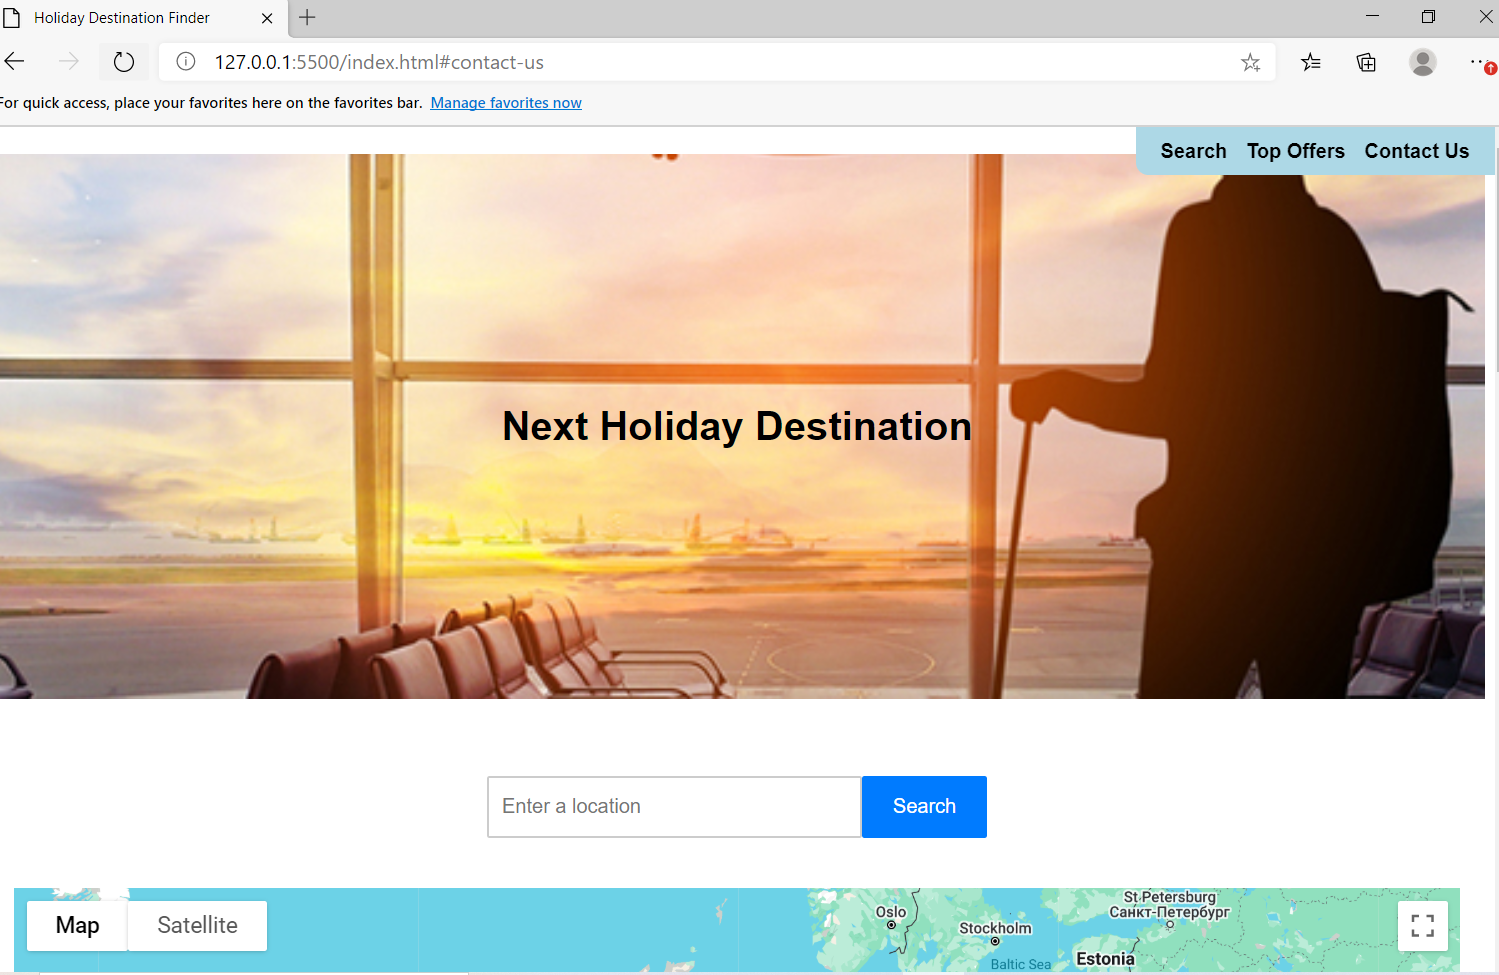 Holiday Destination Finder
127.0.0.1:5500/index.html#contact-us
For quick access, place your favorites here on the favorites bar. Manage favorites now
Search Top Offers Contact Us
Next Holiday Destination
Enter a location Search
Map Satellite
Oslo
Stockholm
St Petersburg
Санкт-Петербург
Baltic Sea
Estonia